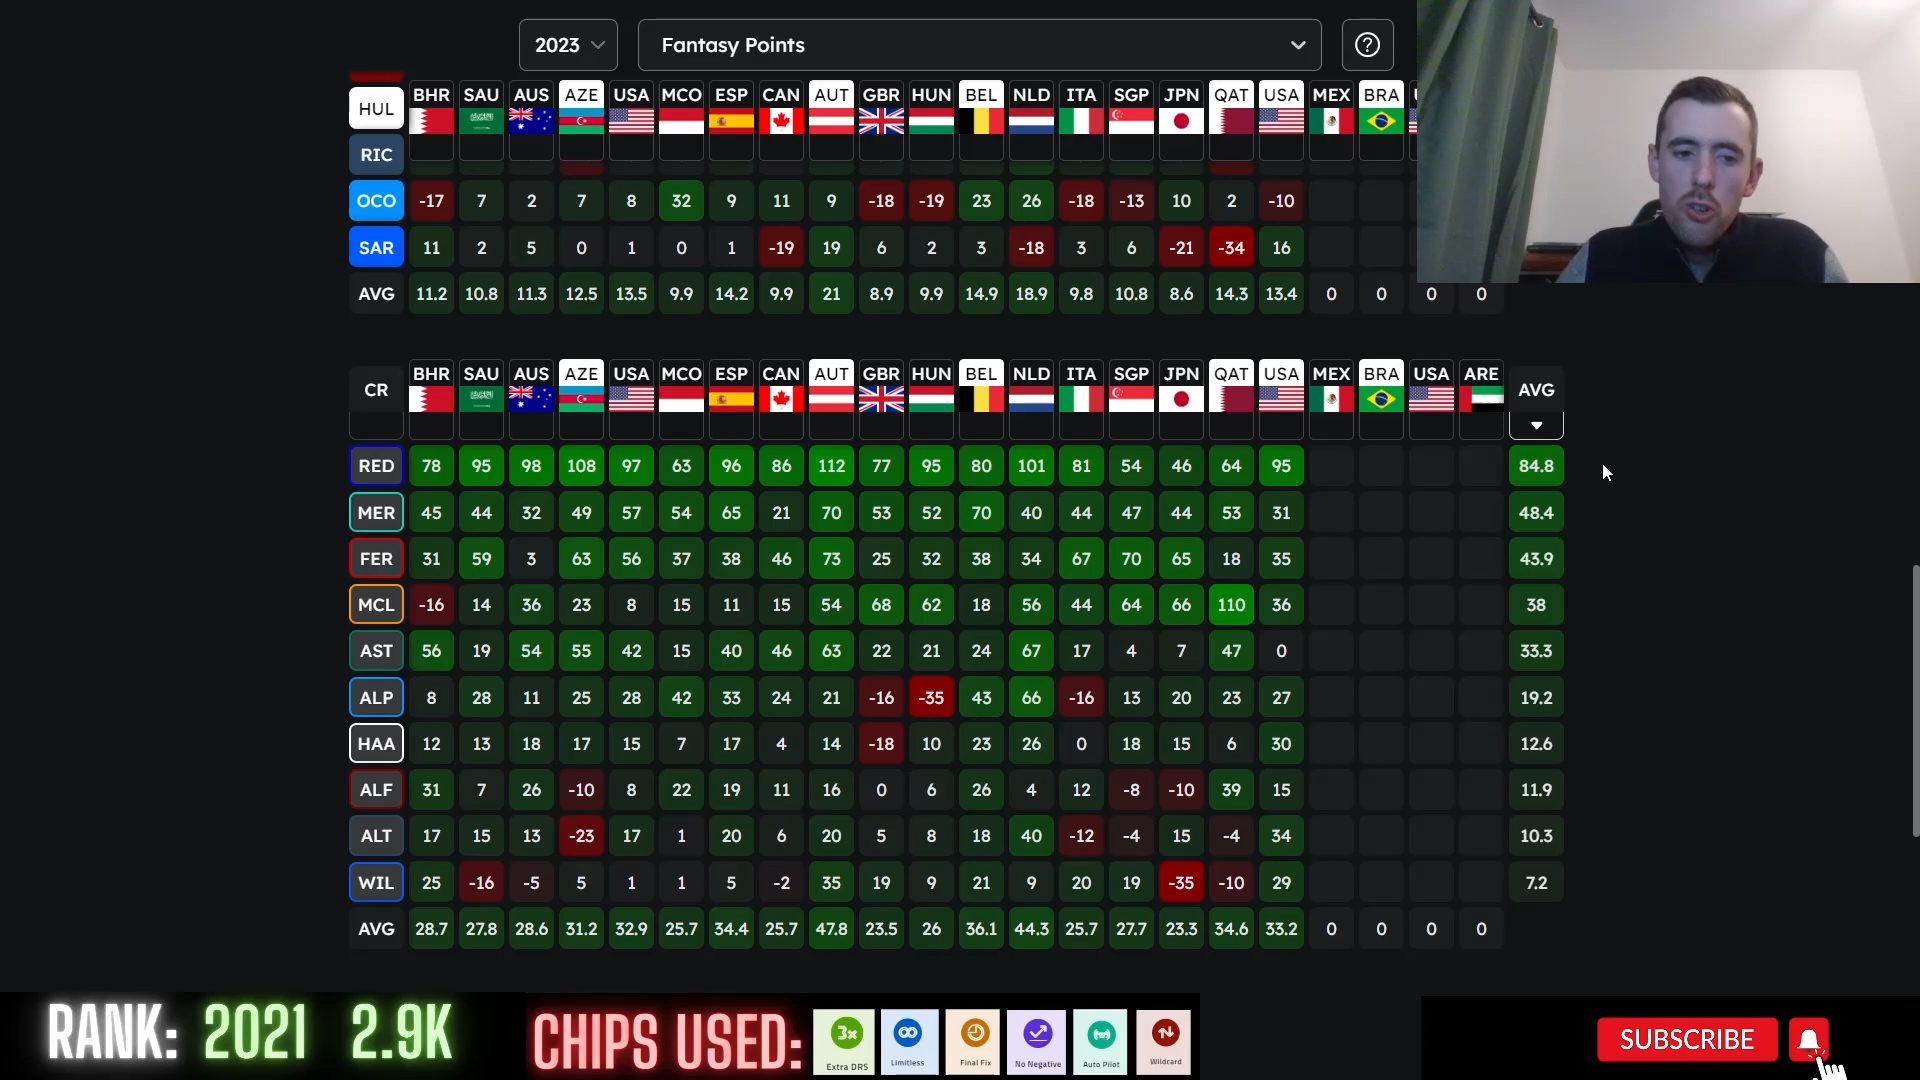 2023 Fantasy Points ?
HUL BHR SAU AUS AZE USA MCO ESP CAN AUT GBR HUN BEL NLD ITA SGP JPN QAT USA MEX BRA
RIC
OCO -17 7 2 7 8 32 9 11 9 -18 -19 23 26 -18 -13 10 2 -10
SAR 11 2 5 0 1 0 1 -19 19 6 2 3 -18 3 6 -21 -34 16
AVG 11.2 10.8 11.3 12.5 13.5 9.9 14.2 9.9 21 8.9 9.9 14.9 18.9 9.8 10.8 8.6 14.3 13.4 0 0 0 0
CR BHR SAU AUS AZE USA MCO ESP CAN AUT GBR HUN BEL NLD ITA SGP JPN QAT USA MEX BRA USA ARE AVG
RED 78 95 98 108 97 63 96 86 112 77 95 80 101 81 54 46 64 95 84.8
MER 45 44 32 49 57 54 65 21 70 53 52 70 40 44 47 44 53 31 48.4
FER 31 59 3 63 56 37 38 46 73 25 32 38 34 67 70 65 18 35 43.9
MCL -16 14 36 23 8 15 11 15 54 68 62 18 56 44 64 66 110 36 38
AST 56 19 54 55 42 15 40 46 63 22 21 24 67 17 4 7 47 0 33.3
ALP 8 28 11 25 28 42 33 24 21 -16 -35 43 66 -16 13 20 23 27 19.2
HAA 12 13 18 17 15 7 17 4 14 -18 10 23 26 0 18 15 6 30 12.6
ALF 31 7 26 -10 8 22 19 11 16 0 6 26 4 12 -8 -10 39 15 11.9
ALT 17 15 13 -23 17 1 20 6 20 5 8 18 40 -12 -4 15 -4 34 10.3
WIL 25 -16 -5 5 1 1 5 -2 35 19 9 21 9 20 19 -35 -10 29 7.2
AVG 28.7 27.8 28.6 31.2 32.9 25.7 34.4 25.7 47.8 23.5 26 36.1 44.3 25.7 27.7 23.3 34.6 33.2 0 0 0 0
RANK: 2021 2.9K CHIPS USED: 3x SUBSCRIBE
Extra DRS Limitless Final Fix No Negative Auto Pilot Wildcard